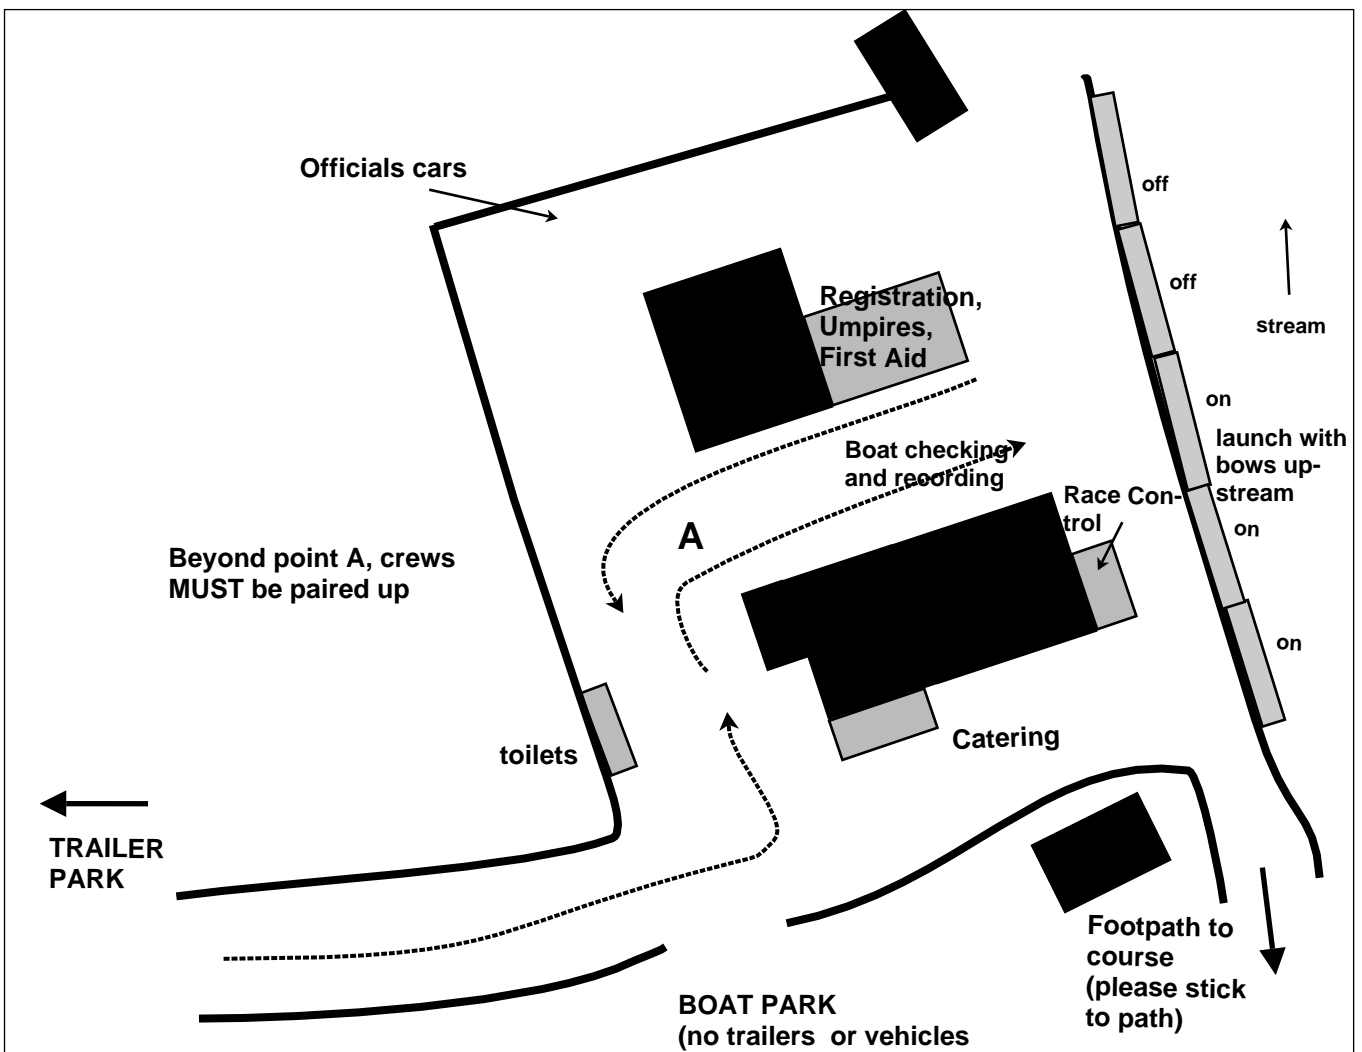 Officials cars
off
off
stream
Registration,
Umpires,
First Aid
on
launch with
bows up-
stream
Boat checking
and recording
Race Con-
trol
on
A
Beyond point A, crews
MUST be paired up
on
Catering
toilets
TRAILER
PARK
Footpath to
course
(please stick
to path)
BOAT PARK
(no trailers or vehicles